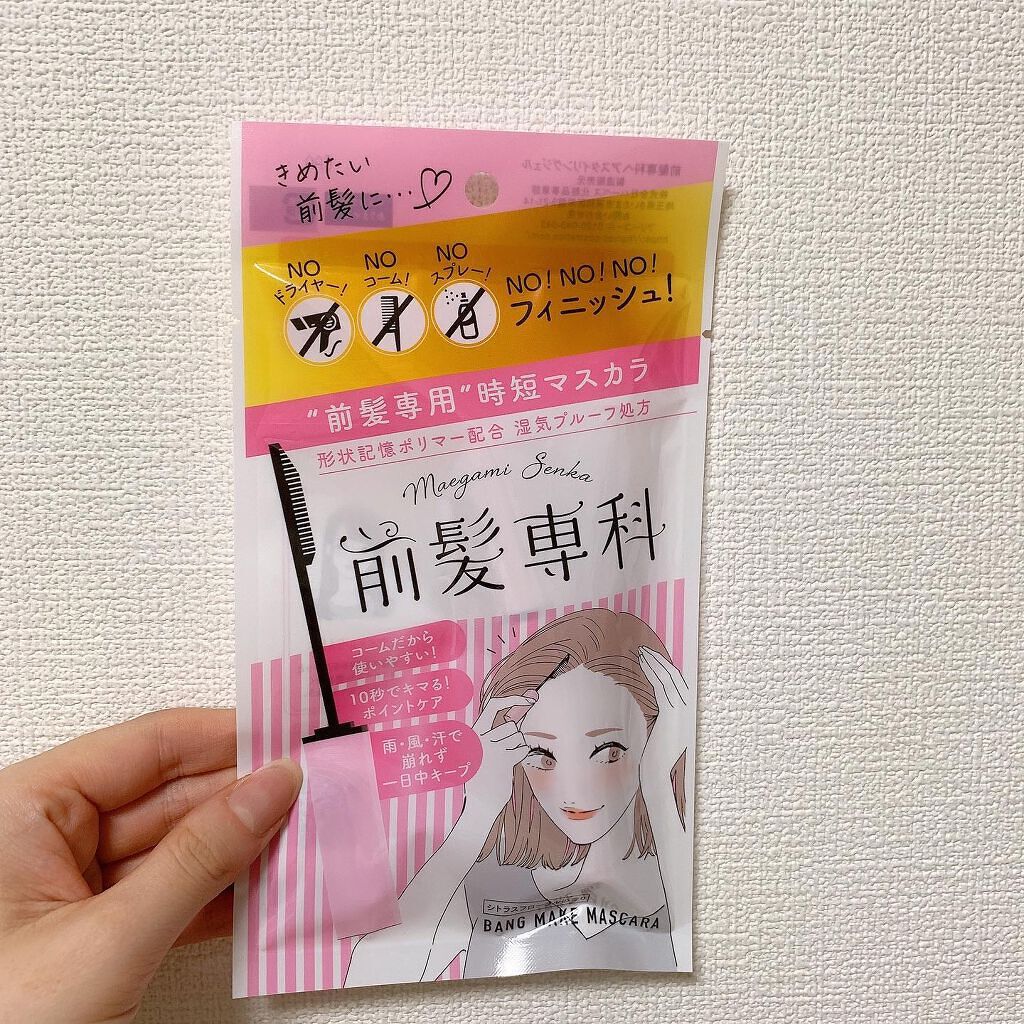 きめたい
前髪に…♡
NO
ドライヤー!
NO
コーム!
NO
スプレー!
NO! NO! NO!
フィニッシュ!
“前髪専用”時短マスカラ
形状記憶ポリマー配合 湿気プルーフ処方
Maegami Senka
前髪専科
コームだから
使いやすい!
10秒でキマる!
ポイントケア
雨・風・汗で
崩れず
一日中キープ
BANG MAKE MASCARA